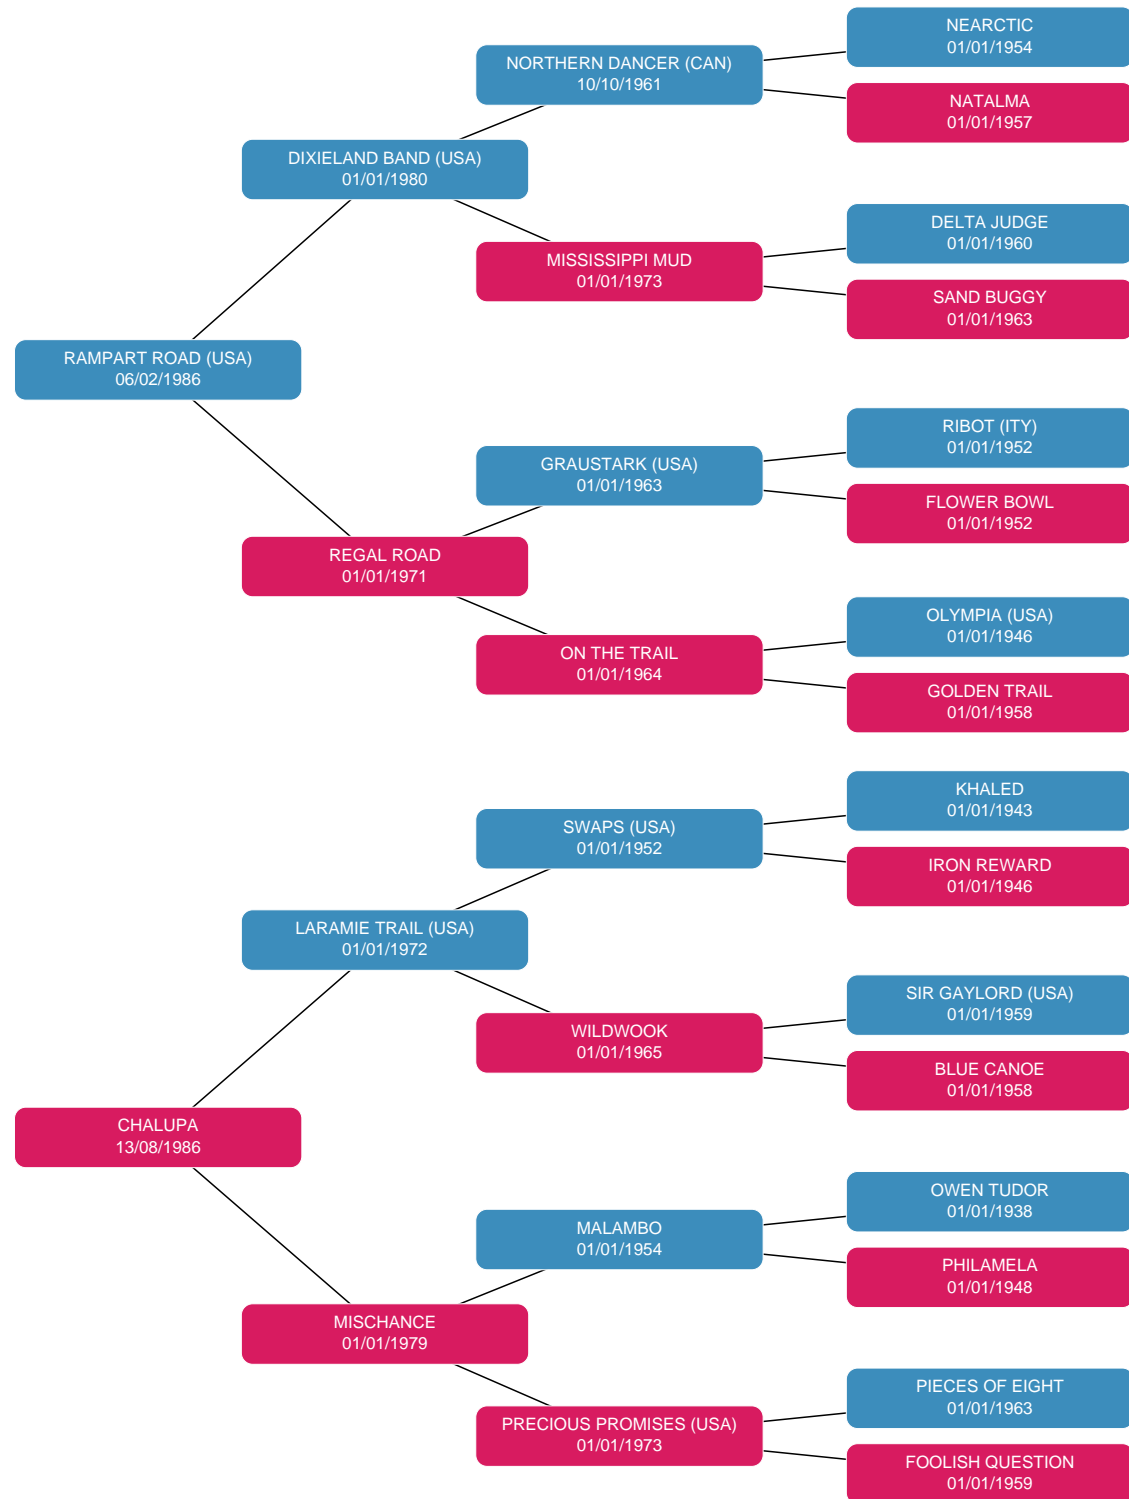 NEARCTIC
01/01/1954
NORTHERN DANCER (CAN)
10/10/1961
NATALMA
01/01/1957
DIXIELAND BAND (USA)
01/01/1980
DELTA JUDGE
01/01/1960
MISSISSIPPI MUD
01/01/1973
SAND BUGGY
01/01/1963
RAMPART ROAD (USA)
06/02/1986
RIBOT (ITY)
01/01/1952
GRAUSTARK (USA)
01/01/1963
FLOWER BOWL
01/01/1952
REGAL ROAD
01/01/1971
OLYMPIA (USA)
01/01/1946
ON THE TRAIL
01/01/1964
GOLDEN TRAIL
01/01/1958
KHALED
01/01/1943
SWAPS (USA)
01/01/1952
IRON REWARD
01/01/1946
LARAMIE TRAIL (USA)
01/01/1972
SIR GAYLORD (USA)
01/01/1959
WILDWOOK
01/01/1965
BLUE CANOE
01/01/1958
CHALUPA
13/08/1986
OWEN TUDOR
01/01/1938
MALAMBO
01/01/1954
PHILAMELA
01/01/1948
MISCHANCE
01/01/1979
PIECES OF EIGHT
01/01/1963
PRECIOUS PROMISES (USA)
01/01/1973
FOOLISH QUESTION
01/01/1959